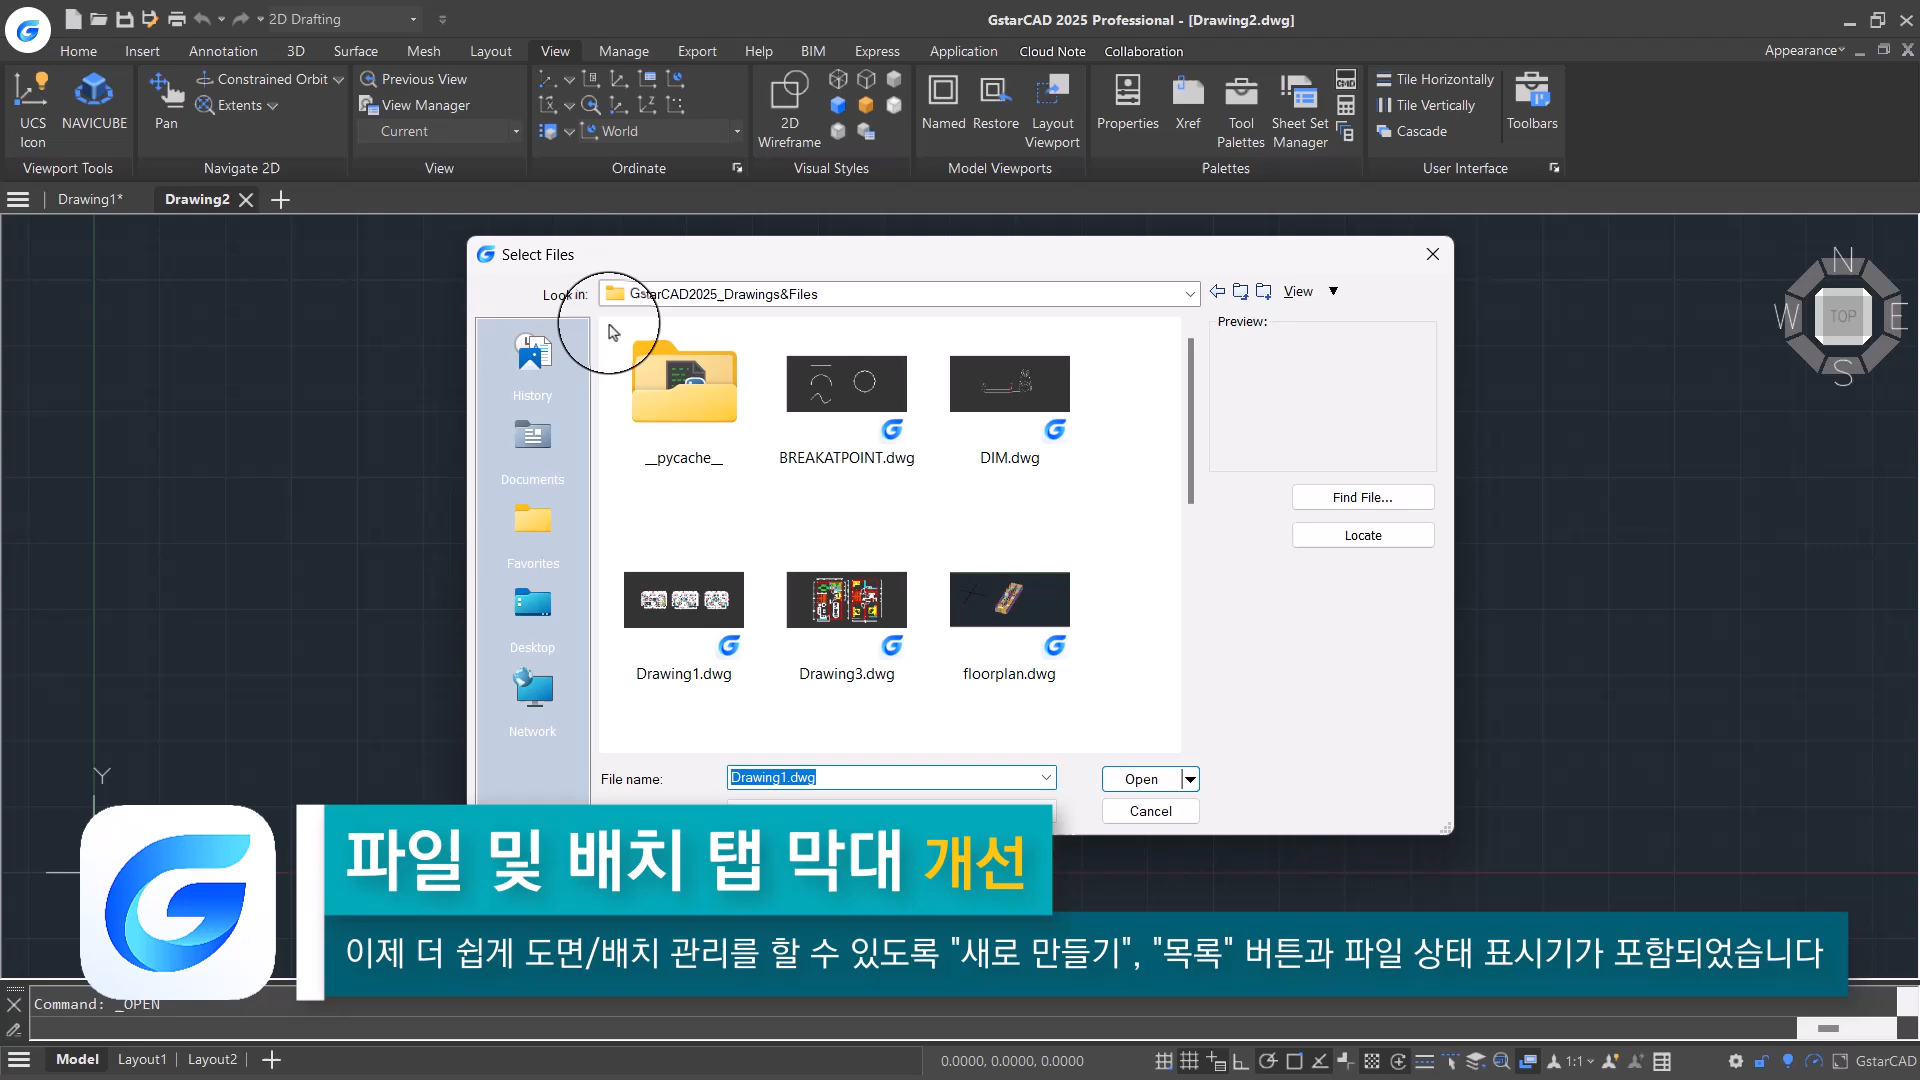 2D Drafting
GstarCAD 2025 Professional - [Drawing2.dwg]
Home Insert Annotation 3D Surface Mesh Layout View Manage Export Help BIM Express Application Cloud Note Collaboration Appearance
UCS Icon
NAVICUBE
Viewport Tools
Pan
Constrained Orbit
Extents
Navigate 2D
Previous View
View Manager
Current
View
World
Ordinate
2D Wireframe
Visual Styles
Named
Restore
Layout Viewport
Model Viewports
Properties
Xref
Tool Palettes
Sheet Set Manager
Palettes
Tile Horizontally
Tile Vertically
Cascade
Toolbars
User Interface
Drawing1*
Drawing2
Select Files
Look in:
GstarCAD2025_Drawings&Files
View
History
Documents
Favorites
Desktop
Network
__pycache__
BREAKATPOINT.dwg
DIM.dwg
Drawing1.dwg
Drawing3.dwg
floorplan.dwg
Preview:
Find File...
Locate
File name:
Drawing1.dwg
Open
Cancel
N
W
TOP
E
S
Y
파일 및 배치 탭 막대 개선
이제 더 쉽게 도면/배치 관리를 할 수 있도록 "새로 만들기", "목록" 버튼과 파일 상태 표시기가 포함되었습니다
Command: _OPEN
Model Layout1 Layout2
0.0000, 0.0000, 0.0000
1:1
GstarCAD